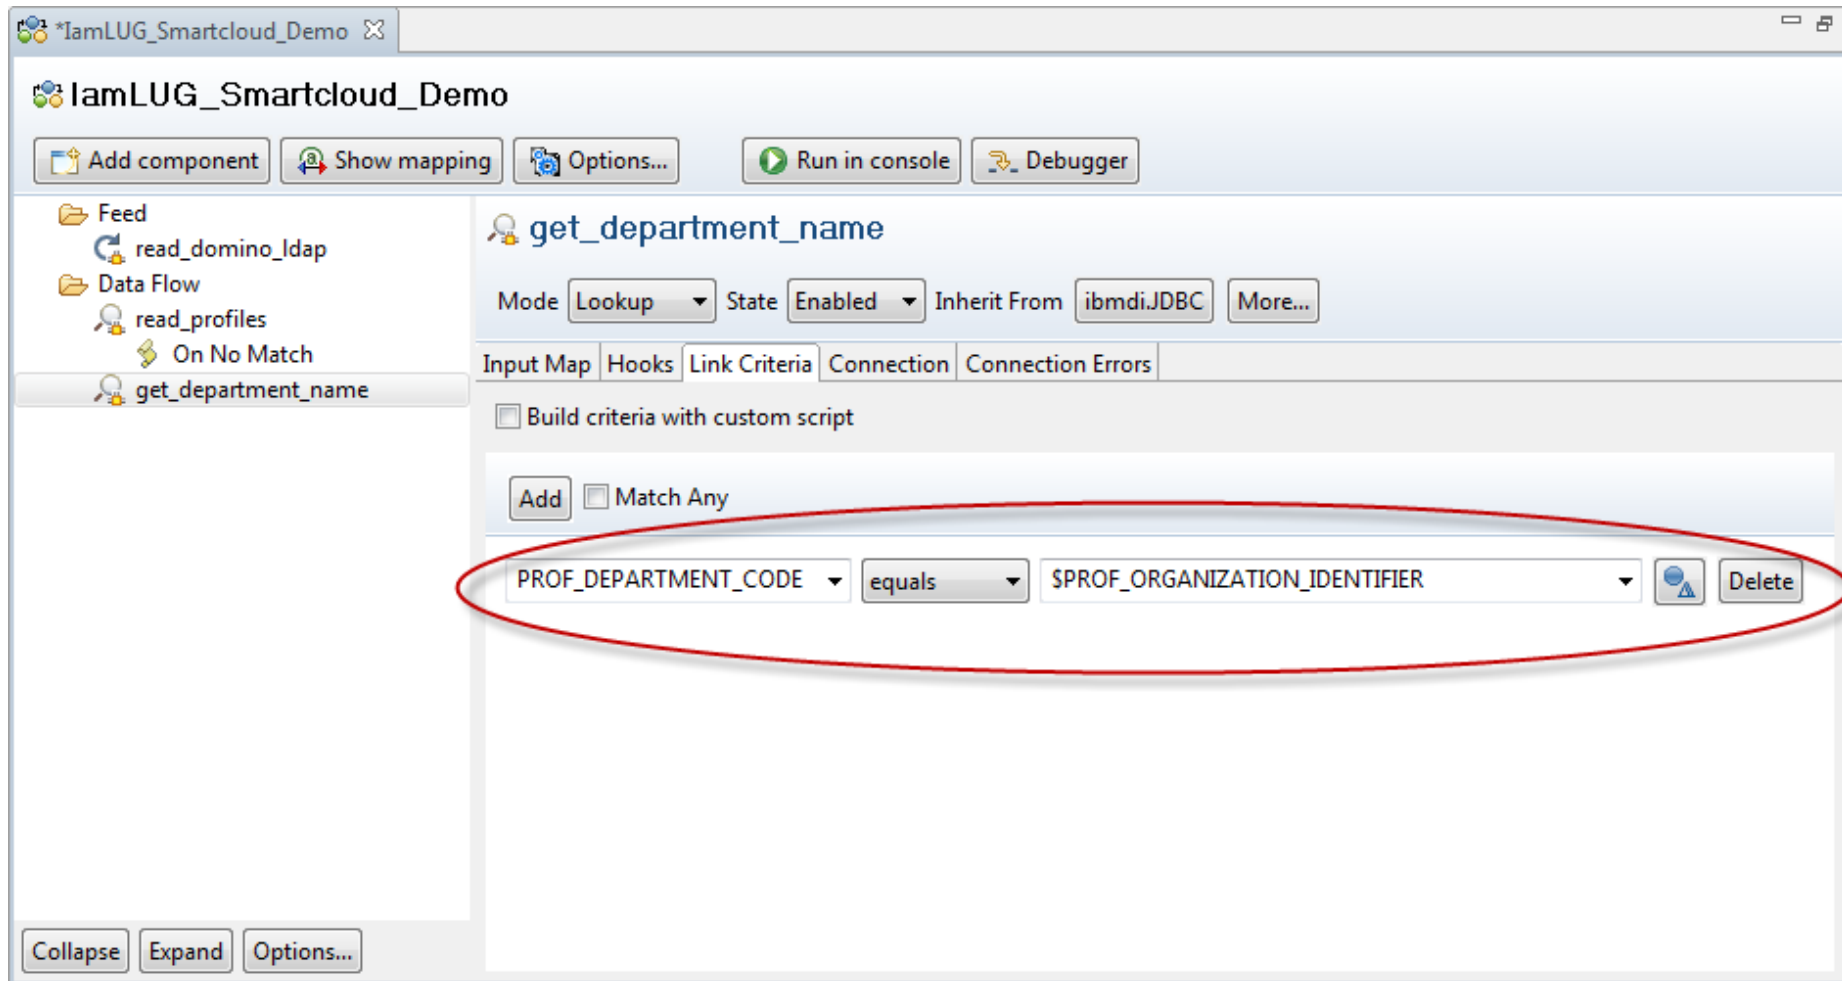 *IamLUG_Smartcloud_Demo
IamLUG_Smartcloud_Demo
Add component Show mapping Options... Run in console Debugger
Feed
read_domino_ldap
Data Flow
read_profiles
On No Match
get_department_name
get_department_name
Mode Lookup State Enabled Inherit From ibmdi.JDBC More...
Input Map Hooks Link Criteria Connection Connection Errors
Build criteria with custom script
Add Match Any
PROF_DEPARTMENT_CODE equals $PROF_ORGANIZATION_IDENTIFIER Delete
Collapse Expand Options...